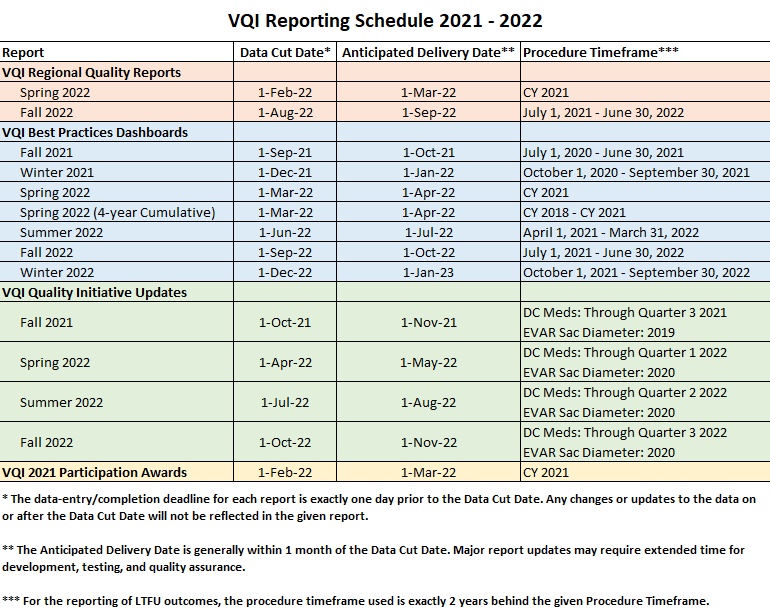 VQI Reporting Schedule 2021 - 2022
Report Data Cut Date* Anticipated Delivery Date** Procedure Timeframe***
VQI Regional Quality Reports
Spring 2022 1-Feb-22 1-Mar-22 CY 2021
Fall 2022 1-Aug-22 1-Sep-22 July 1, 2021 - June 30, 2022
VQI Best Practices Dashboards
Fall 2021 1-Sep-21 1-Oct-21 July 1, 2020 - June 30, 2021
Winter 2021 1-Dec-21 1-Jan-22 October 1, 2020 - September 30, 2021
Spring 2022 1-Mar-22 1-Apr-22 CY 2021
Spring 2022 (4-year Cumulative) 1-Mar-22 1-Apr-22 CY 2018 - CY 2021
Summer 2022 1-Jun-22 1-Jul-22 April 1, 2021 - March 31, 2022
Fall 2022 1-Sep-22 1-Oct-22 July 1, 2021 - June 30, 2022
Winter 2022 1-Dec-22 1-Jan-23 October 1, 2021 - September 30, 2022
VQI Quality Initiative Updates
Fall 2021 1-Oct-21 1-Nov-21 DC Meds: Through Quarter 3 2021
EVAR Sac Diameter: 2019
Spring 2022 1-Apr-22 1-May-22 DC Meds: Through Quarter 1 2022
EVAR Sac Diameter: 2020
Summer 2022 1-Jul-22 1-Aug-22 DC Meds: Through Quarter 2 2022
EVAR Sac Diameter: 2020
Fall 2022 1-Oct-22 1-Nov-22 DC Meds: Through Quarter 3 2022
EVAR Sac Diameter: 2020
VQI 2021 Participation Awards 1-Feb-22 1-Mar-22 CY 2021
* The data-entry/completion deadline for each report is exactly one day prior to the Data Cut Date. Any changes or updates to the data on
or after the Data Cut Date will not be reflected in the given report.
** The Anticipated Delivery Date is generally within 1 month of the Data Cut Date. Major report updates may require extended time for
development, testing, and quality assurance.
*** For the reporting of LTFU outcomes, the procedure timeframe used is exactly 2 years behind the given Procedure Timeframe.